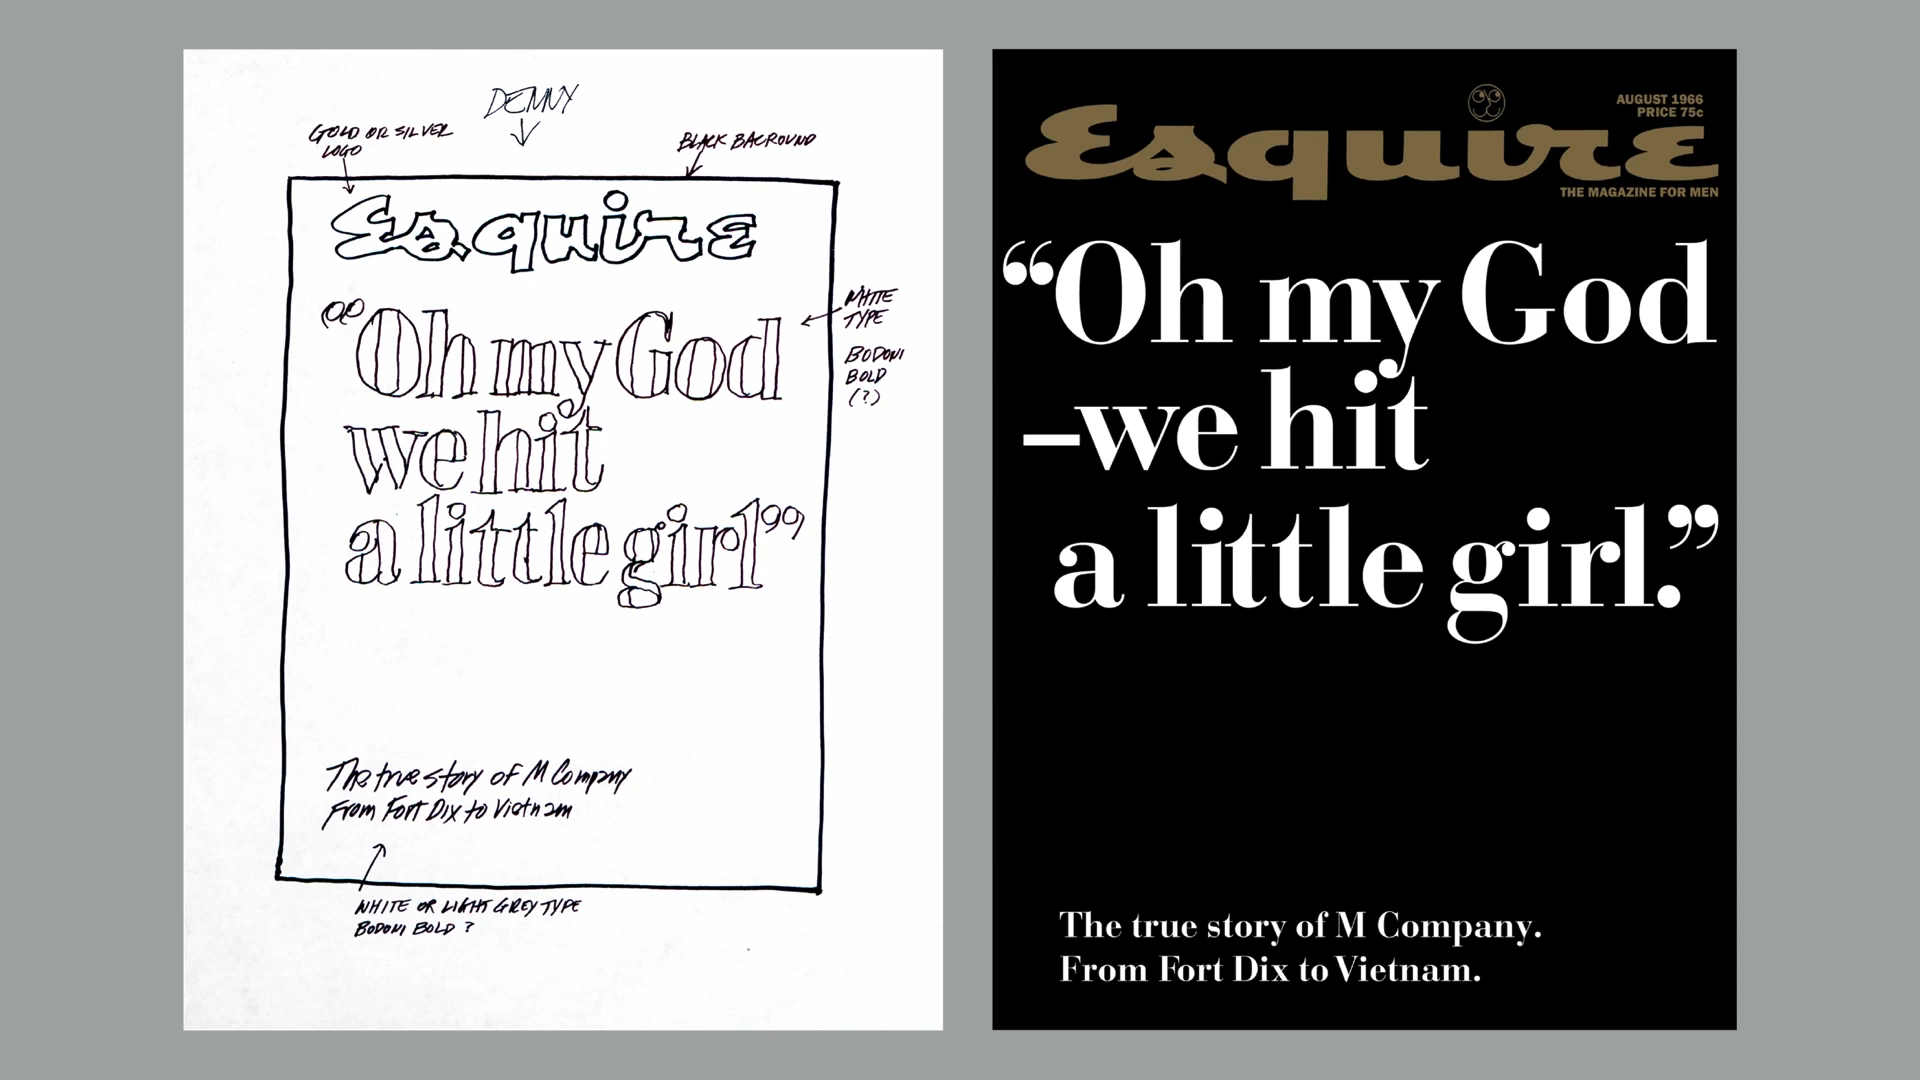 DENNY
GOLD OR SILVER
LOGO
BLACK BACROUND
Esquire
“Oh my God
we hit
a little girl”
WHITE
TYPE
BODONI
BOLD
(?)
The true story of M Company
From Fort Dix to Vietnam
WHITE OR LIGHT GREY TYPE
BODONI BOLD ?
AUGUST 1966
PRICE 75c
Esquire
THE MAGAZINE FOR MEN
“Oh my God
–we hit
a little girl.”
The true story of M Company.
From Fort Dix to Vietnam.